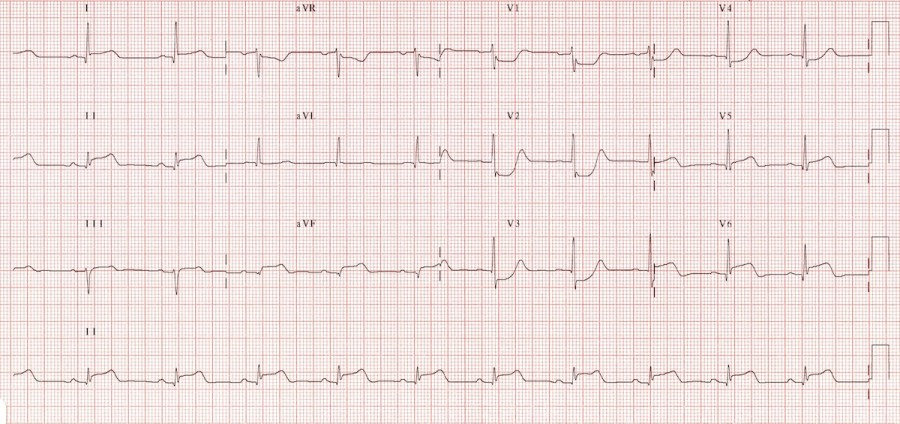 I aVR V1 V4
II aVL V2 V5
III aVF V3 V6
II